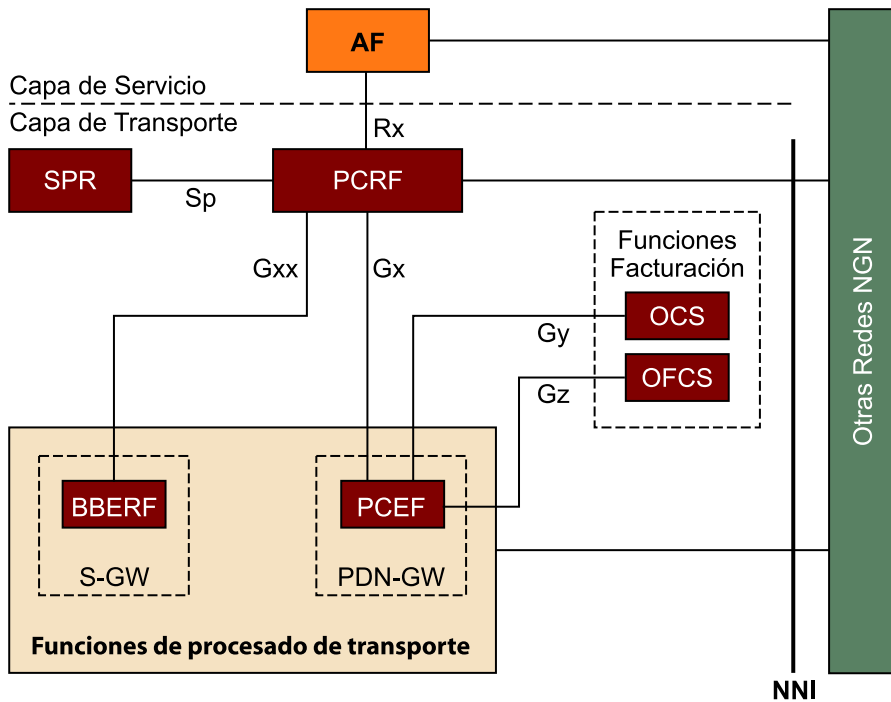 AF
Capa de Servicio
Capa de Transporte
Rx
SPR
Sp
PCRF
Gxx
Gx
Funciones
Facturación
OCS
Gy
OFCS
Gz
BBERF
S-GW
PCEF
PDN-GW
Funciones de procesado de transporte
NNI
Otras Redes NGN